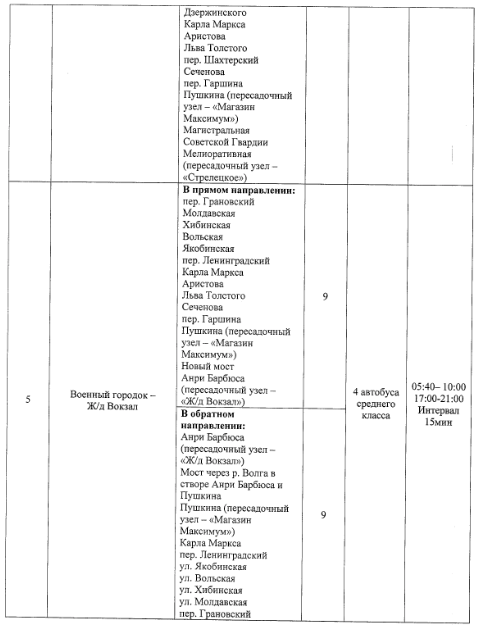 Дзержинского
Карла Маркса
Аристова
Льва Толстого
пер. Шахтерский
Сеченова
пер. Гаршина
Пушкина (пересадочный
узел – «Магазин
Максимум»)
Магистральная
Советской Гвардии
Мелиоративная
(пересадочный узел –
«Стрелецкое»)
5
Военный городок –
Ж/д Вокзал
В прямом направлении:
пер. Грановский
Молдавская
Хибинская
Вольская
Якобинская
пер. Ленинградский
Карла Маркса
Аристова
Льва Толстого
Сеченова
пер. Гаршина
Пушкина (пересадочный
узел – «Магазин
Максимум»)
Новый мост
Анри Барбюса
(пересадочный узел –
«Ж/д Вокзал»)
9
В обратном
направлении:
Анри Барбюса
(пересадочный узел –
«Ж/д Вокзал»)
Мост через р. Волга в
створе Анри Барбюса и
Пушкина
Пушкина (пересадочный
узел – «Магазин
Максимум»)
Карла Маркса
пер. Ленинградский
ул. Якобинская
ул. Вольская
ул. Хибинская
ул. Молдавская
пер. Грановский
9
4 автобуса
среднего
класса
05:40– 10:00
17:00-21:00
Интервал
15мин